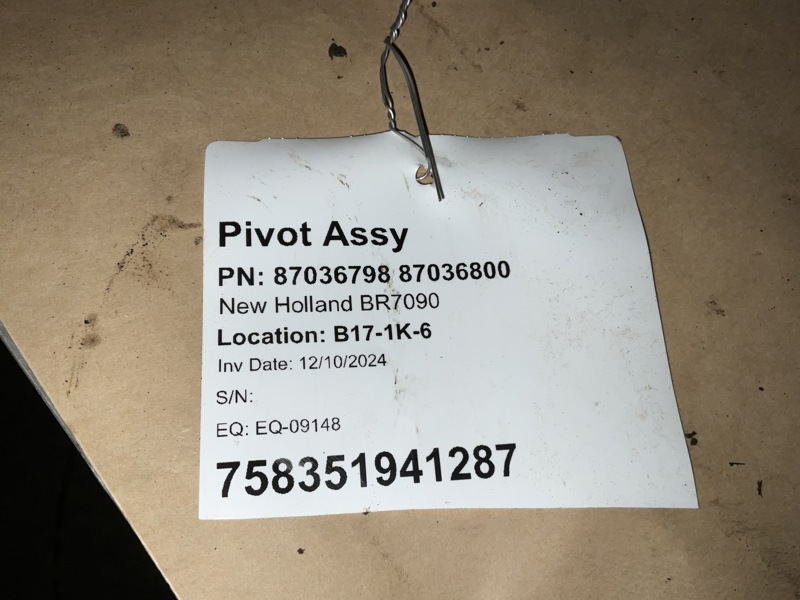 Pivot Assy
PN: 87036798 87036800
New Holland BR7090
Location: B17-1K-6
Inv Date: 12/10/2024
S/N:
EQ: EQ-09148
758351941287